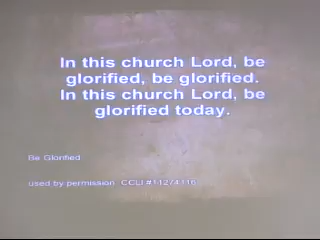 In this church Lord, be
glorified, be glorified.
In this church Lord, be
glorified today.
Be Glorified
used by permission CCLI #11274116